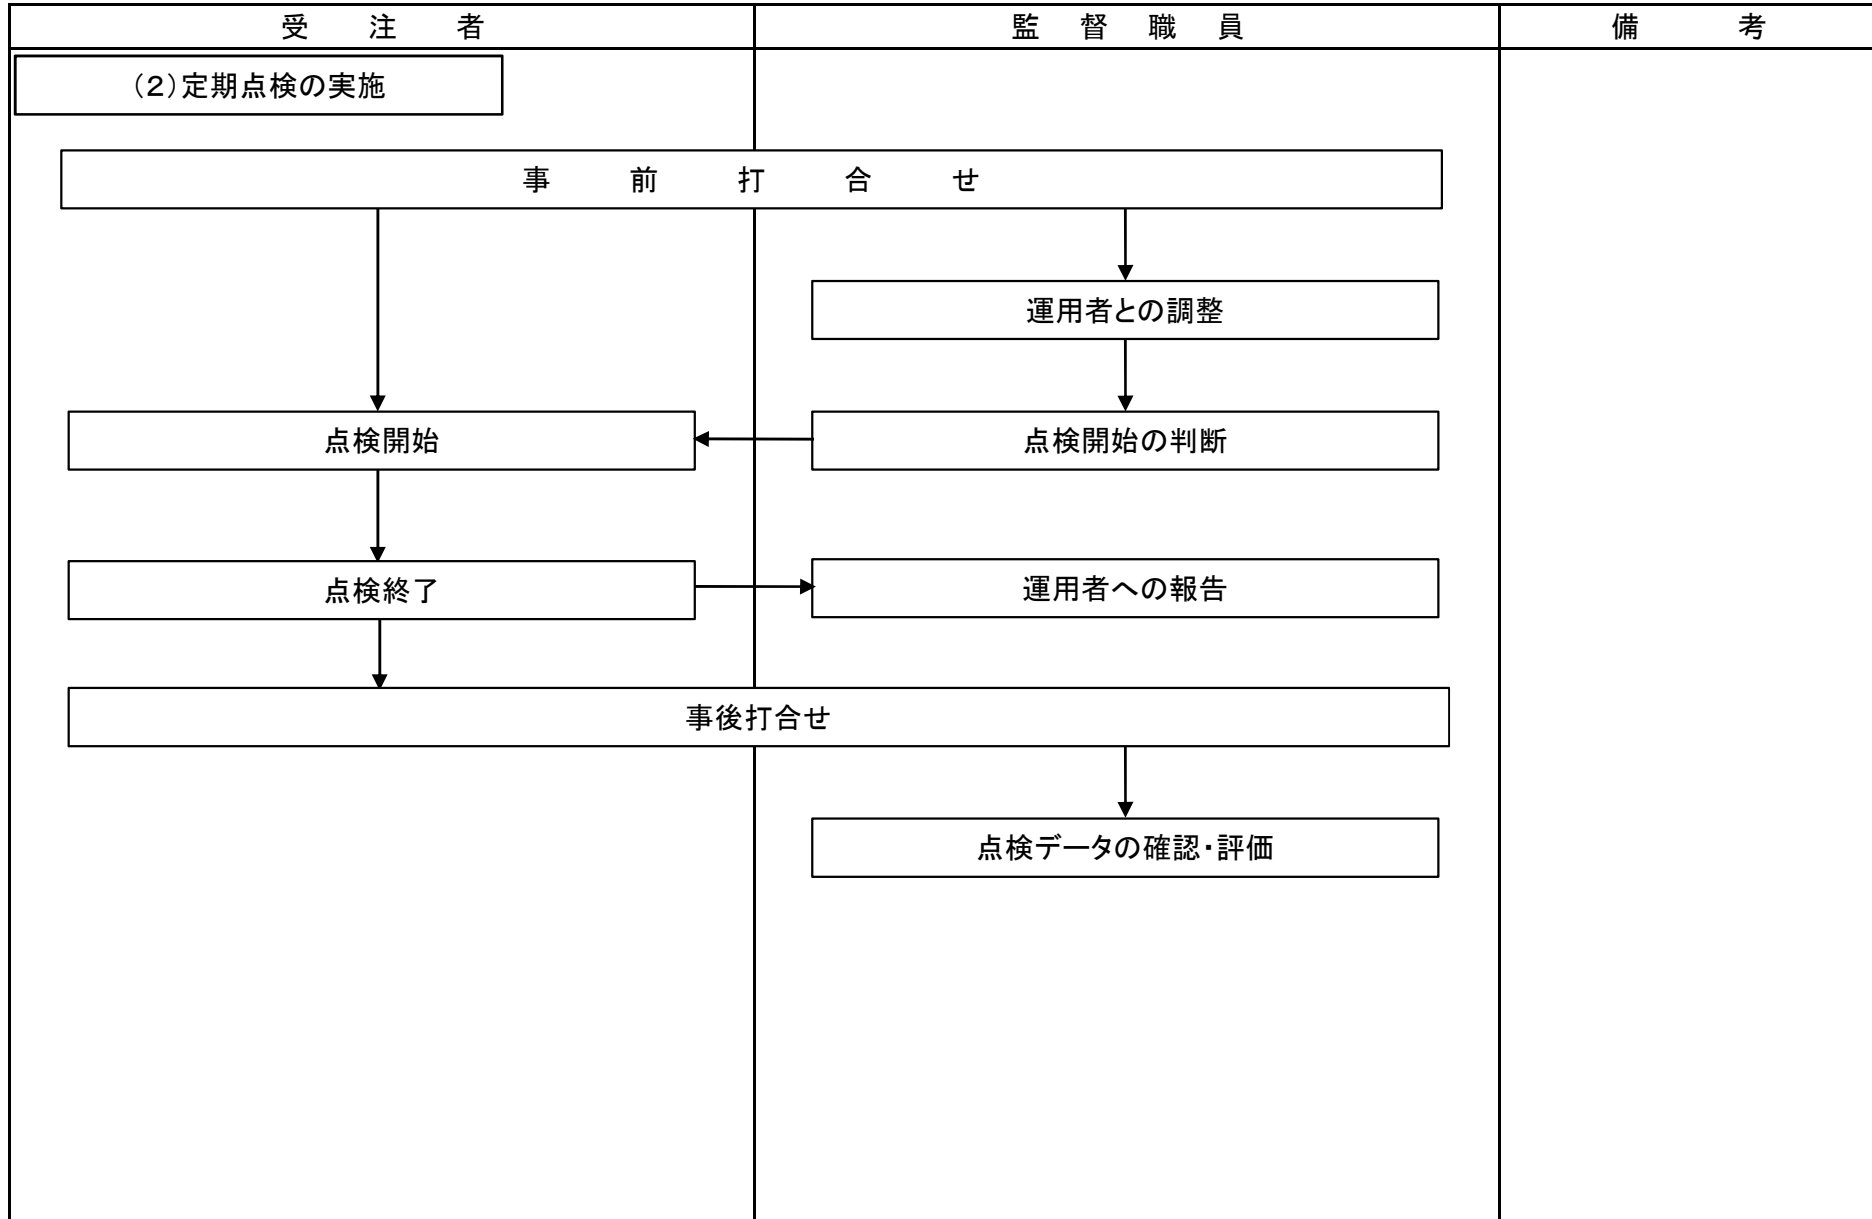 受注者 監督職員 備考
（２）定期点検の実施
事前打合せ
運用者との調整
点検開始 点検開始の判断
点検終了 運用者への報告
事後打合せ
点検データの確認・評価